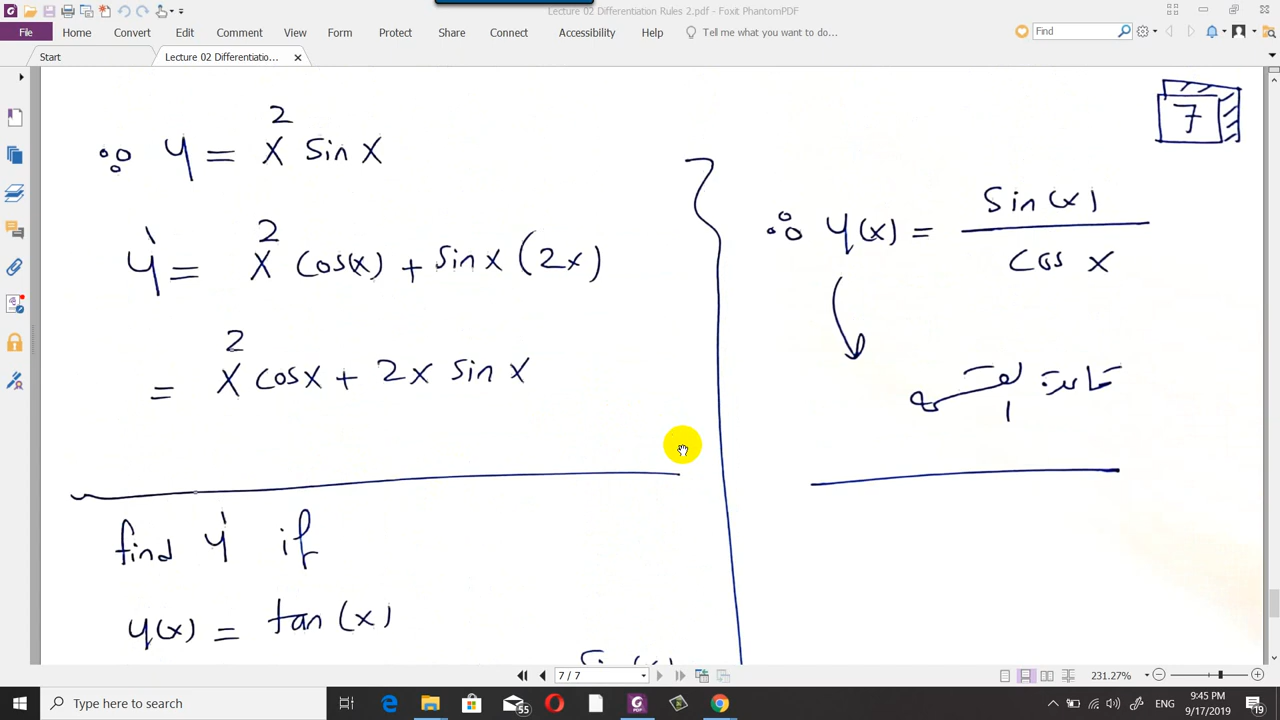 Lecture 02 Differentiation Rules 2.pdf - Foxit PhantomPDF
File Home Convert Edit Comment View Form Protect Share Connect Accessibility Help Tell me what you want to do... Find
Start Lecture 02 Differentiatio...
7
∵ y = x² sin x
y' = x² cos(x) + sin x (2x)
= x² cos x + 2x sin x
find y' if
y(x) = tan (x)
∵ y(x) = sin(x) / cos x
قاعدة القسمة
7 / 7 231.27%
Type here to search 55 ENG 9:45 PM 9/17/2019 19